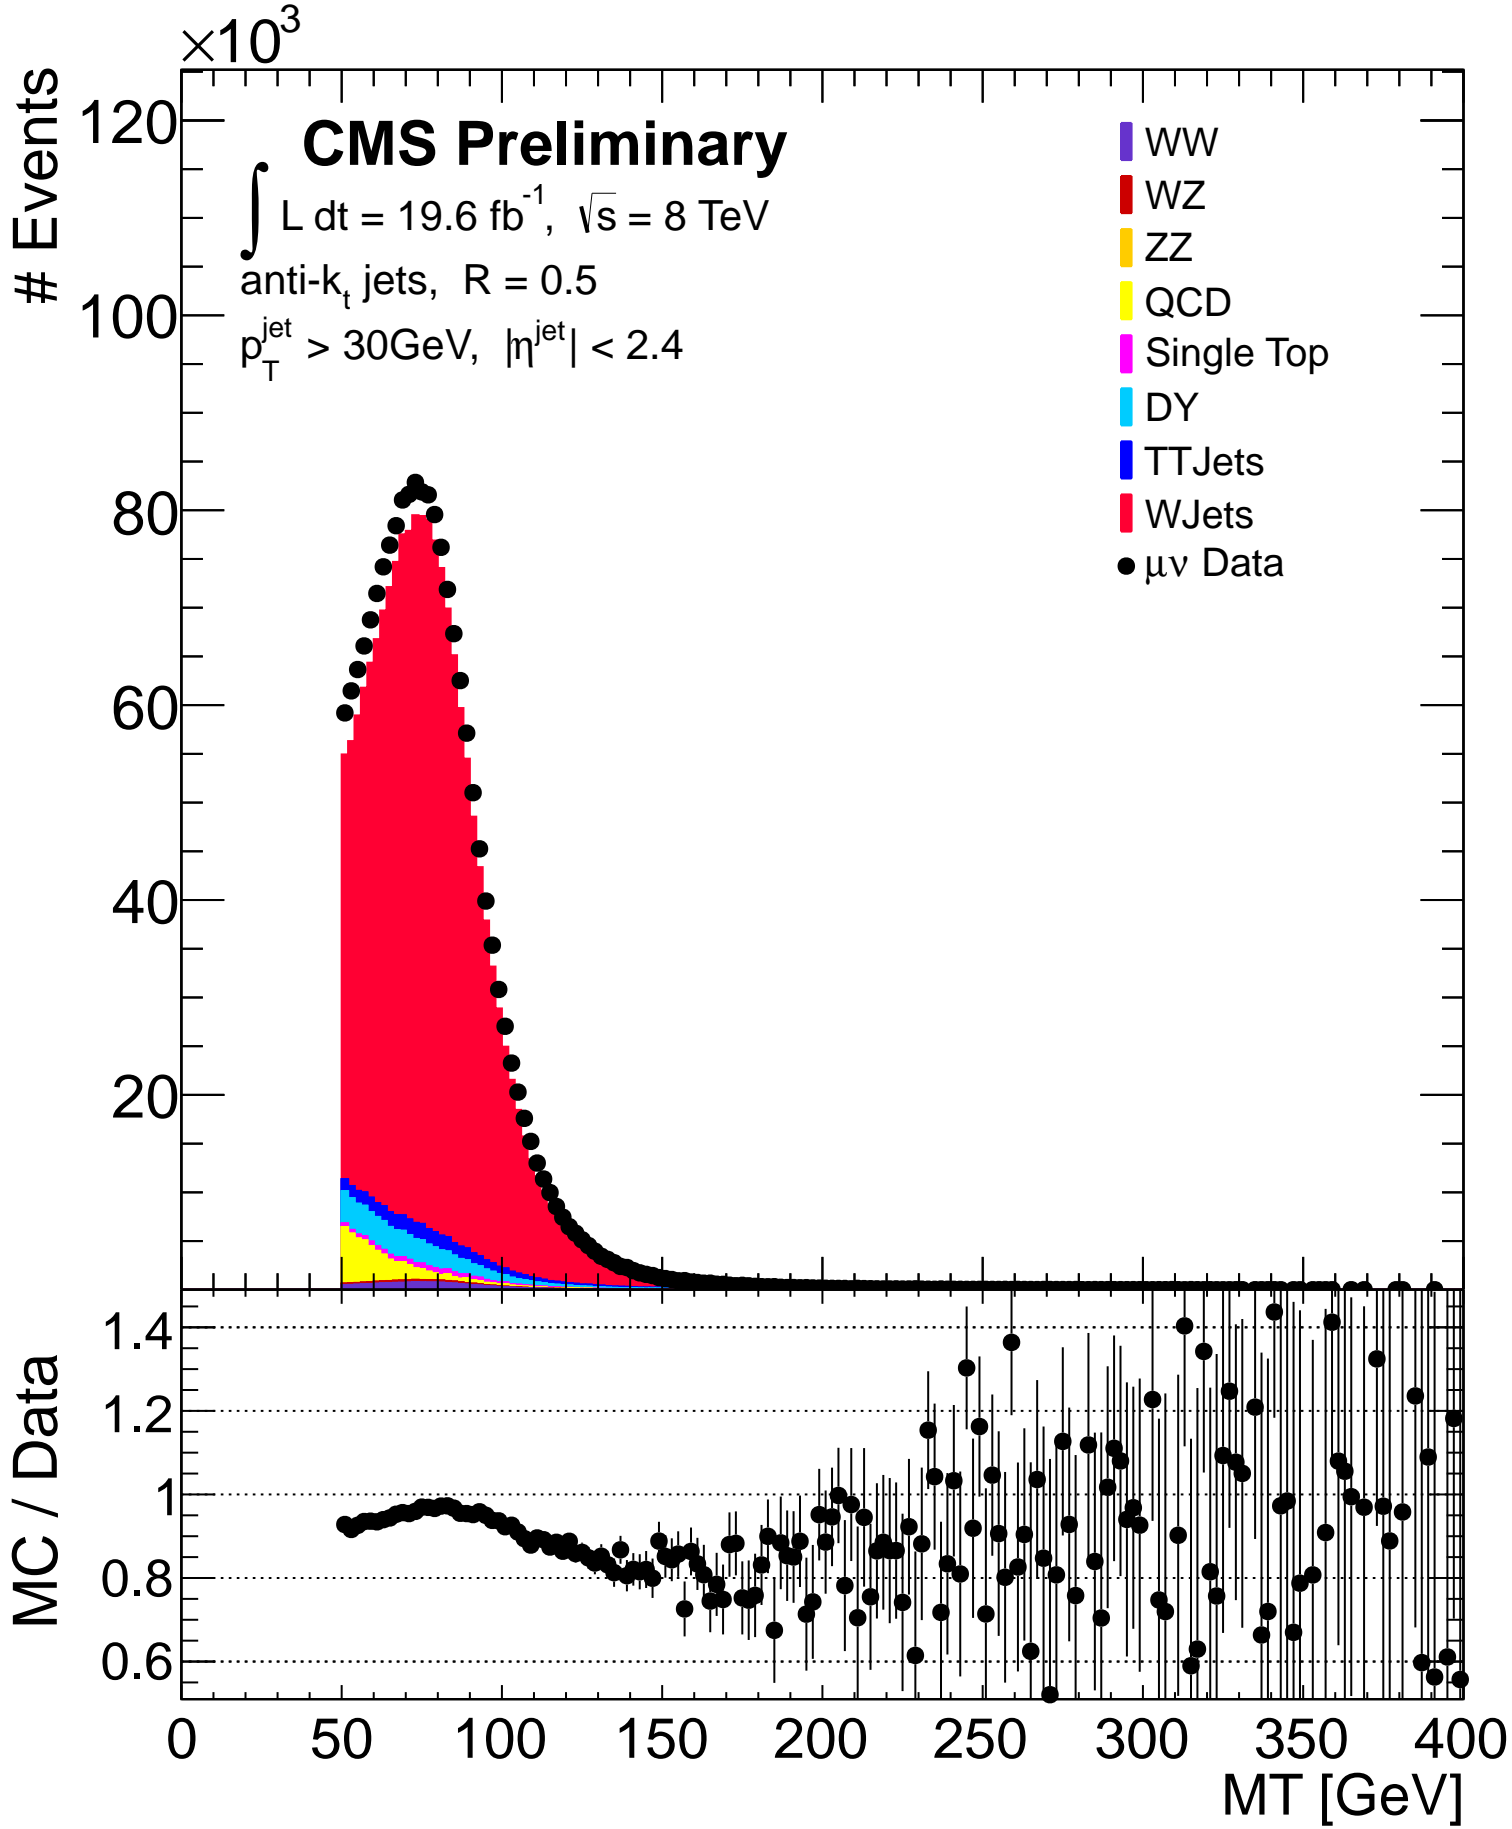 ×10³
# Events
120
100
80
60
40
20
CMS Preliminary
∫ L dt = 19.6 fb⁻¹, √s = 8 TeV
anti-kₜ jets, R = 0.5
p_T^jet > 30GeV, |η^jet| < 2.4
WW
WZ
ZZ
QCD
Single Top
DY
TTJets
WJets
μν Data
MC / Data
1.4
1.2
1
0.8
0.6
0 50 100 150 200 250 300 350 400
MT [GeV]